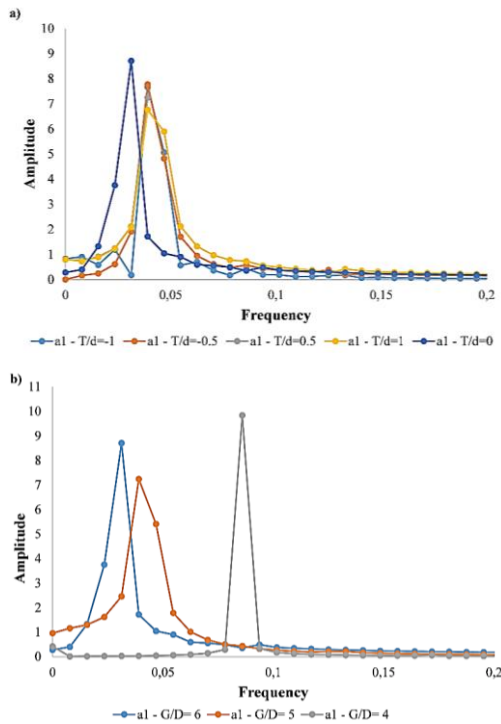 a)
10
9
8
7
6
5
4
3
2
1
0
Amplitude
0 0,05 0,1 0,15 0,2
Frequency
a1 - T/d=-1 a1 - T/d=-0.5 a1 - T/d=0.5 a1 - T/d=1 a1 - T/d=0
b)
11
10
9
8
7
6
5
4
3
2
1
0
Amplitude
0 0,05 0,1 0,15 0,2
Frequency
a1 - G/D= 6 a1 - G/D= 5 a1 - G/D= 4